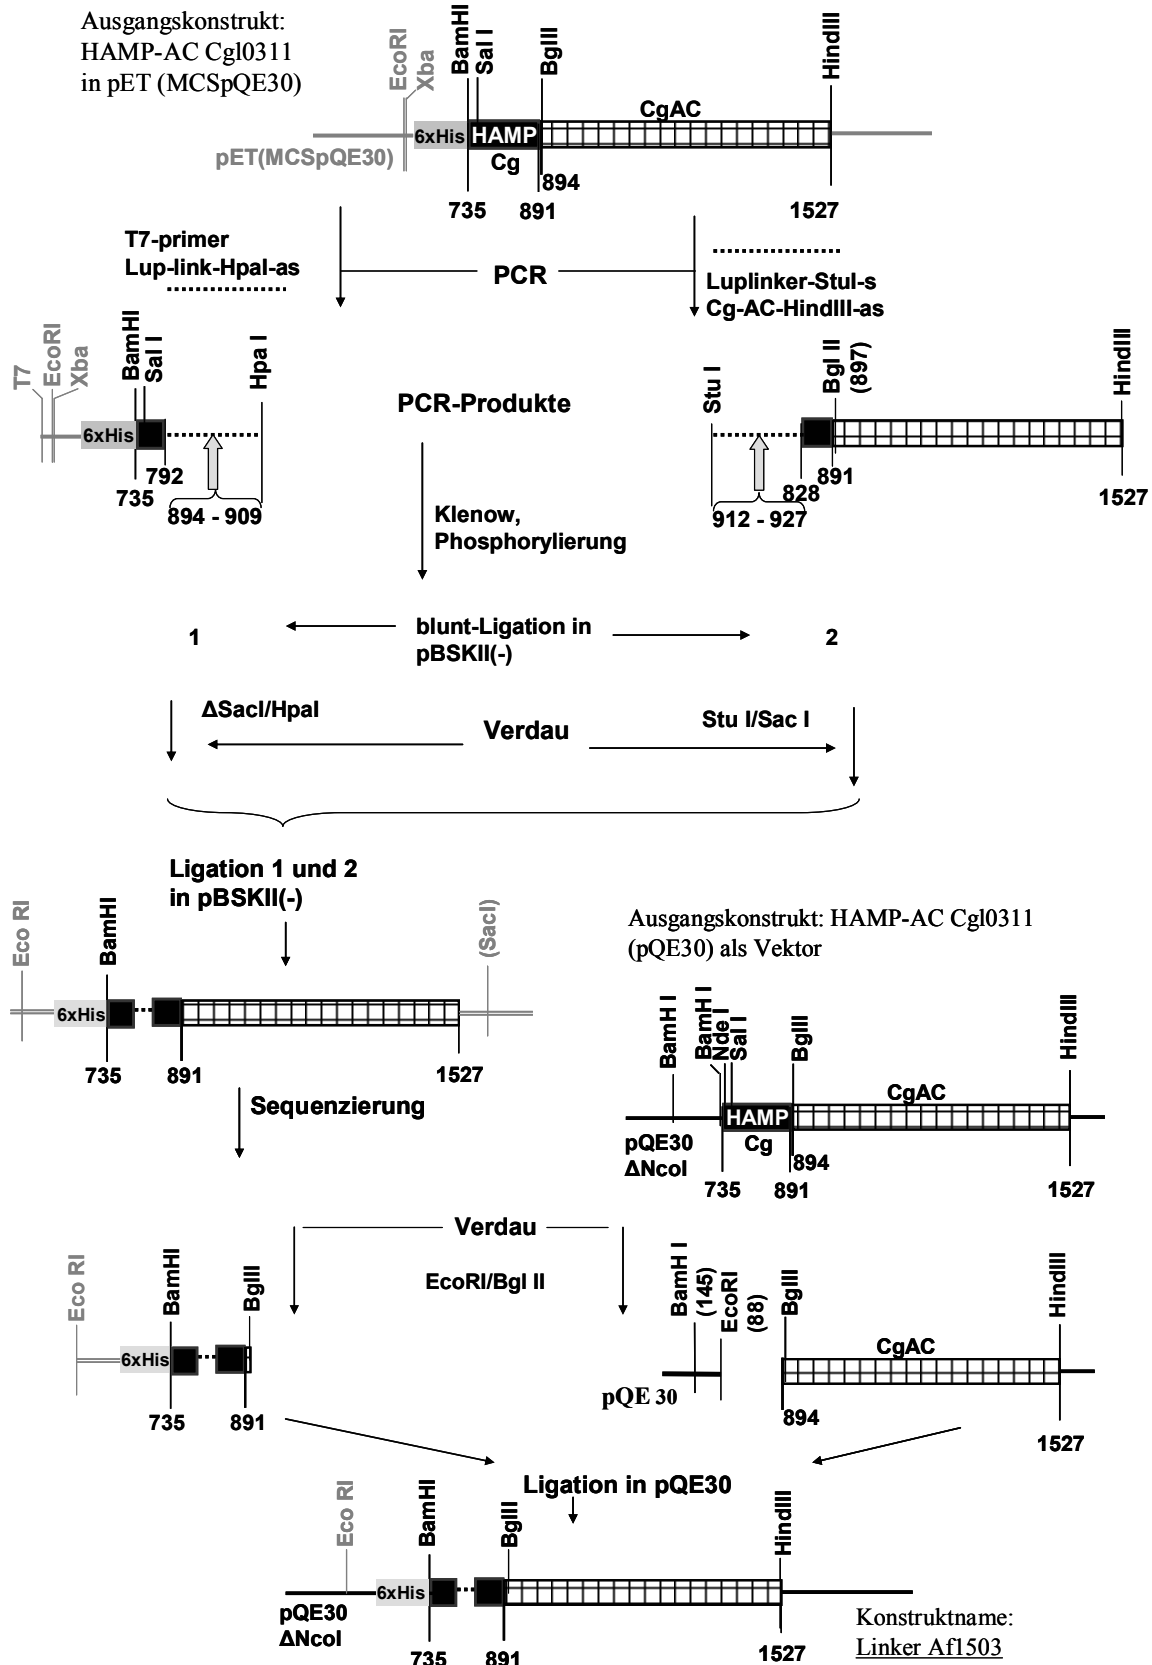 Ausgangskonstrukt:
HAMP-AC Cgl0311
in pET (MCSpQE30)
EcoRI
Xba
BamHI
Sal I
BglII
HindIII
CgAC
6xHis
HAMP
Cg
pET(MCSpQE30)
894
735
891
1527
T7-primer
Lup-link-HpaI-as
PCR
Luplinker-StuI-s
Cg-AC-HindIII-as
T7
EcoRI
Xba
BamHI
Sal I
Hpa I
PCR-Produkte
Stu I
Bgl II
(897)
HindIII
6xHis
792
735
894 - 909
828
891
912 - 927
1527
Klenow,
Phosphorylierung
1
blunt-Ligation in
pBSKII(-)
2
ΔSacI/HpaI
Verdau
Stu I/Sac I
Ligation 1 und 2
in pBSKII(-)
Eco RI
BamHI
(SacI)
6xHis
735
891
1527
Sequenzierung
Ausgangskonstrukt: HAMP-AC Cgl0311
(pQE30) als Vektor
BamH I
BamH I
Nde I
Sal I
BglII
HindIII
CgAC
HAMP
Cg
pQE30
ΔNcoI
894
735
891
1527
Verdau
EcoRI/Bgl II
Eco RI
BamHI
BglII
6xHis
735
891
BamH I
(145)
EcoRI
(88)
BglII
HindIII
CgAC
pQE 30
894
1527
Ligation in pQE30
Eco RI
BamHI
BglII
HindIII
6xHis
pQE30
ΔNcoI
735
891
1527
Konstruktname:
Linker Af1503